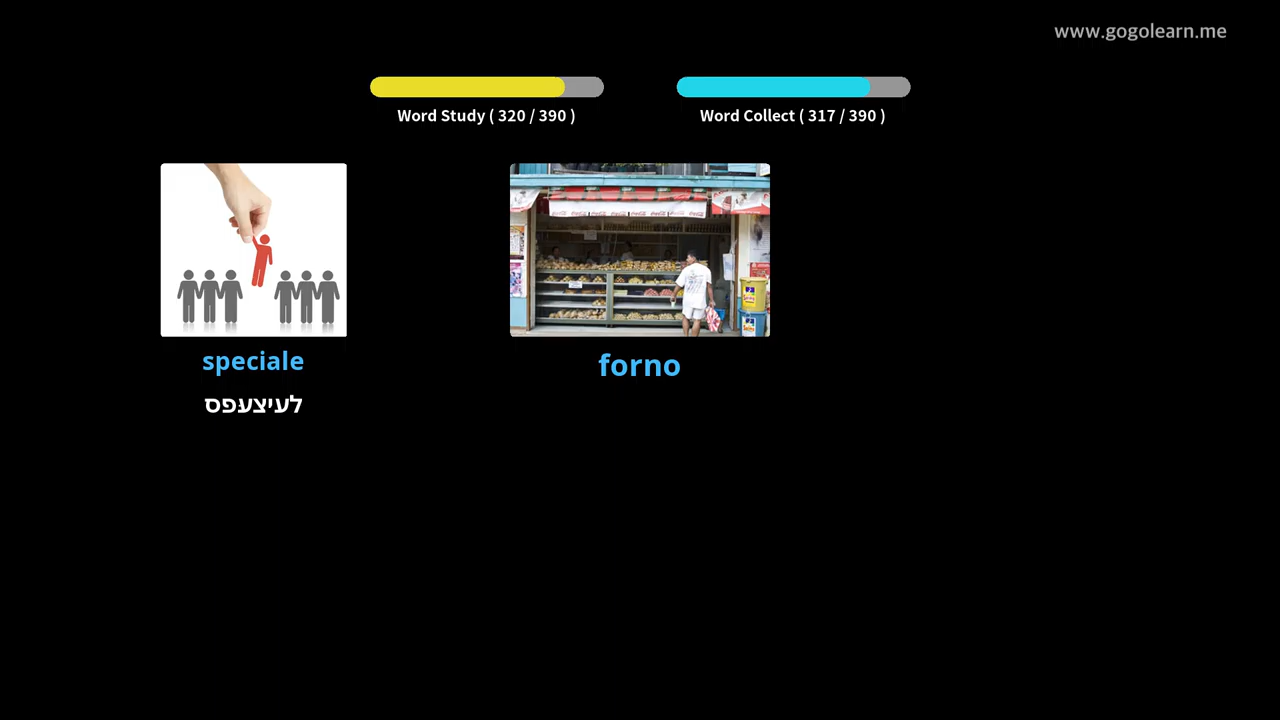 www.gogolearn.me
Word Study ( 320 / 390 )
Word Collect ( 317 / 390 )
speciale
forno
לעיצעפס